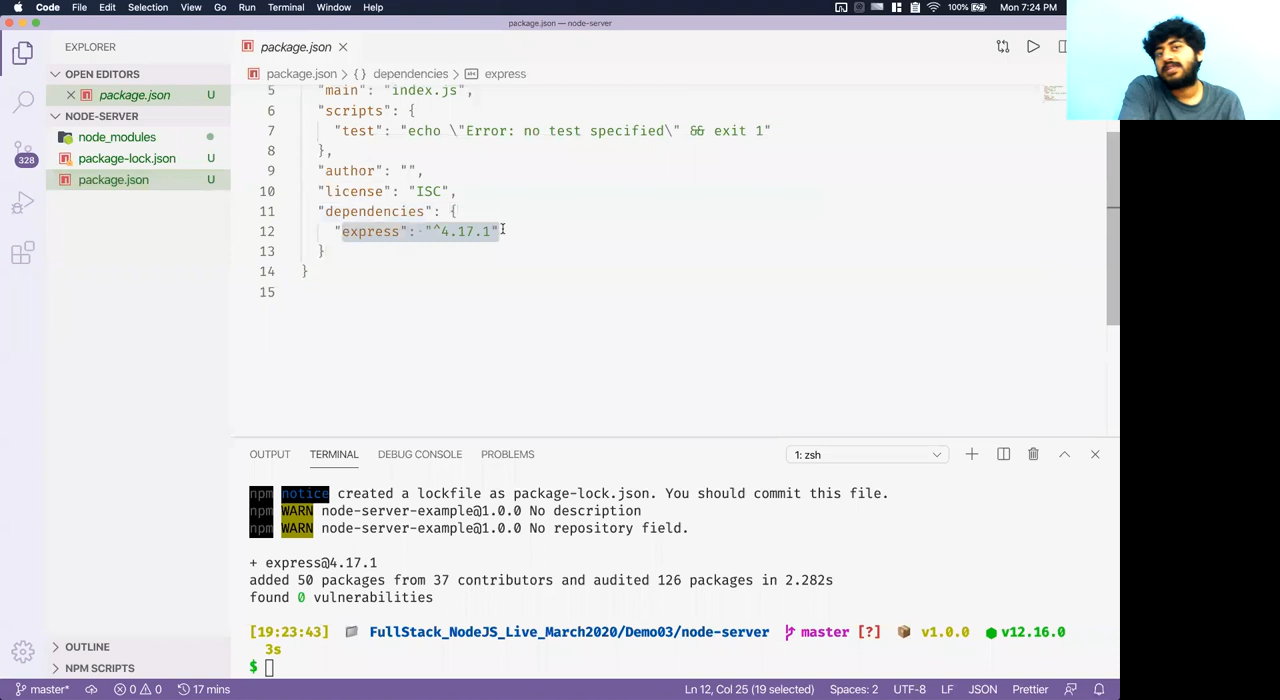 Code File Edit Selection View Go Run Terminal Window Help 100% Mon 7:24 PM
package.json — node-server
EXPLORER
package.json
OPEN EDITORS
package.json U
NODE-SERVER
node_modules
package-lock.json U
package.json U
328
package.json > { } dependencies > abc express
5 "main": "index.js",
6 "scripts": {
7 "test": "echo \"Error: no test specified\" && exit 1"
8 },
9 "author": "",
10 "license": "ISC",
11 "dependencies": {
12 "express": "^4.17.1"
13 }
14 }
15
OUTPUT TERMINAL DEBUG CONSOLE PROBLEMS 1: zsh
npm notice created a lockfile as package-lock.json. You should commit this file.
npm WARN node-server-example@1.0.0 No description
npm WARN node-server-example@1.0.0 No repository field.
+ express@4.17.1
added 50 packages from 37 contributors and audited 126 packages in 2.282s
found 0 vulnerabilities
[19:23:43] FullStack_NodeJS_Live_March2020/Demo03/node-server master [?] v1.0.0 v12.16.0
3s
$
OUTLINE
NPM SCRIPTS
master* 0 0 17 mins Ln 12, Col 25 (19 selected) Spaces: 2 UTF-8 LF JSON Prettier